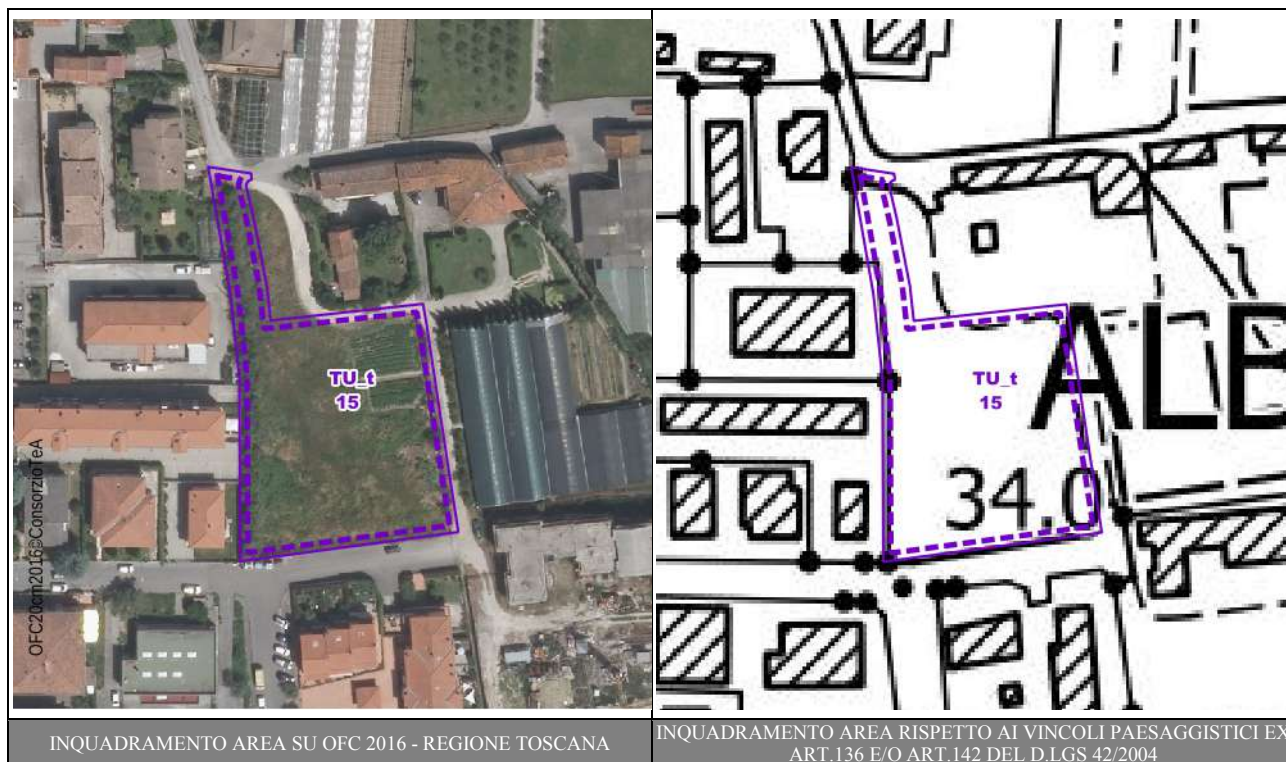 TU_t
15
OFC20cm2016©ConsorzioTeA
TU_t
15
ALB
34.0
INQUADRAMENTO AREA SU OFC 2016 - REGIONE TOSCANA
INQUADRAMENTO AREA RISPETTO AI VINCOLI PAESAGGISTICI EX
ART.136 E/O ART.142 DEL D.LGS 42/2004